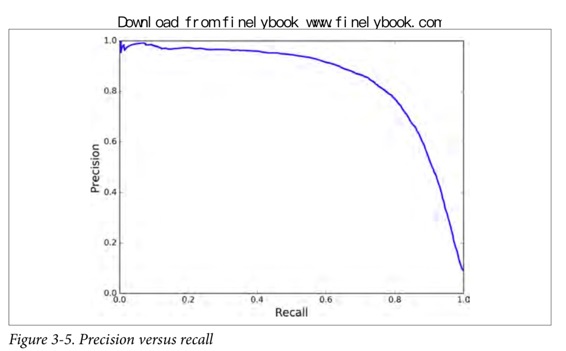 Download from finelybook www.finelybook.com
1.0
0.8
0.6
0.4
0.2
0.0
Precision
0.0 0.2 0.4 0.6 0.8 1.0
Recall
Figure 3-5. Precision versus recall